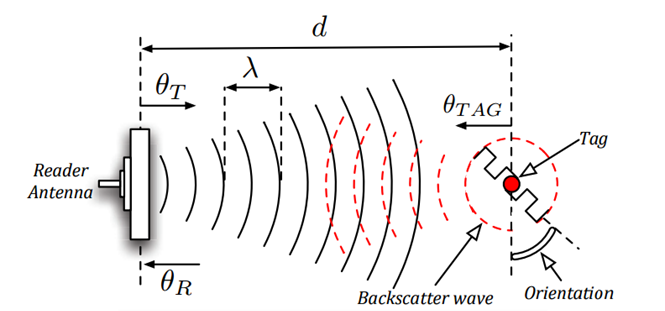 d
λ
θ_T
θ_TAG
Tag
Reader
Antenna
θ_R
Backscatter wave
Orientation